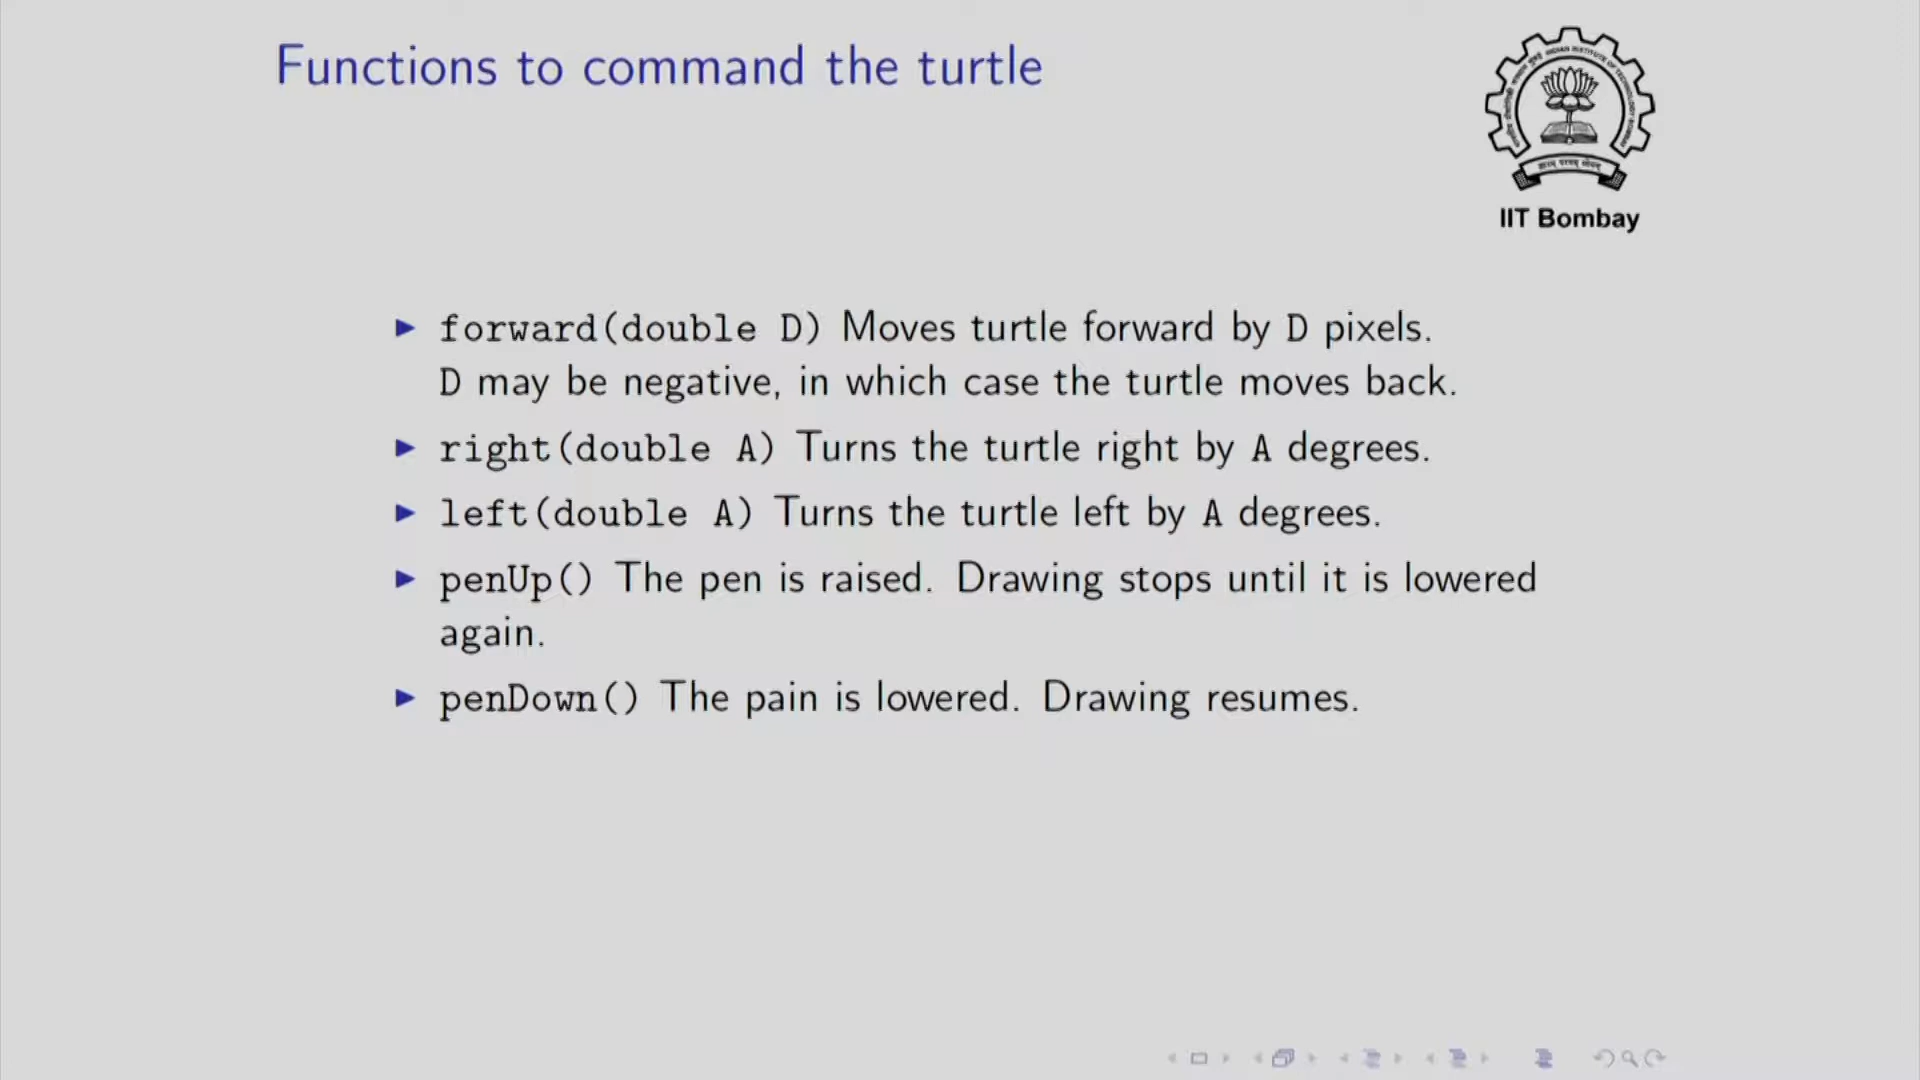 Functions to command the turtle
IIT Bombay
forward(double D) Moves turtle forward by D pixels.
D may be negative, in which case the turtle moves back.
right(double A) Turns the turtle right by A degrees.
left(double A) Turns the turtle left by A degrees.
penUp() The pen is raised. Drawing stops until it is lowered
again.
penDown() The pain is lowered. Drawing resumes.